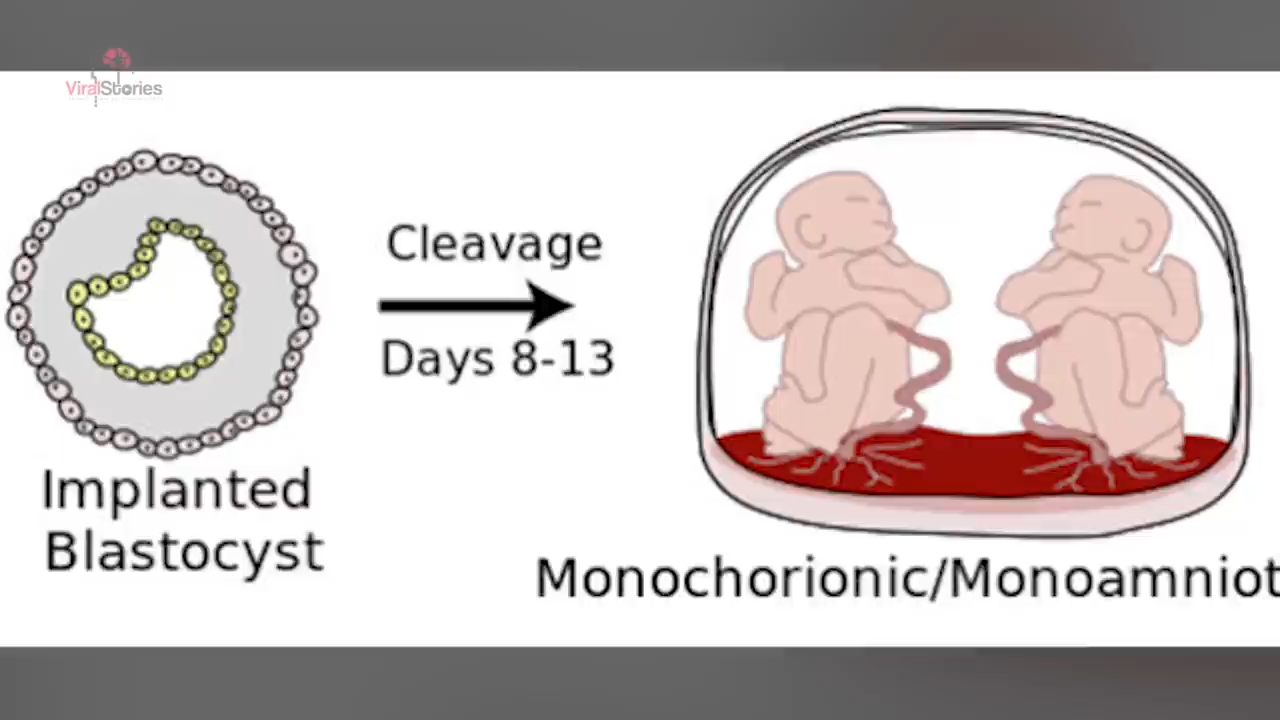 ViralStories
Cleavage
Days 8-13
Implanted
Blastocyst
Monochorionic/Monoamniot